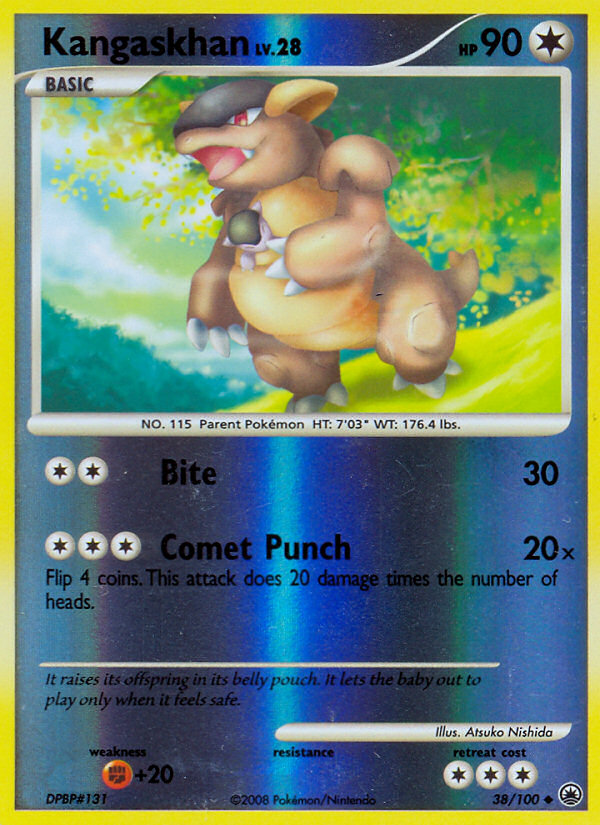 Kangaskhan LV.28 HP 90
BASIC
NO. 115 Parent Pokémon HT: 7'03" WT: 176.4 lbs.
Bite 30
Comet Punch 20×
Flip 4 coins. This attack does 20 damage times the number of
heads.
It raises its offspring in its belly pouch. It lets the baby out to
play only when it feels safe.
Illus. Atsuko Nishida
weakness resistance retreat cost
+20
DPBP#131 ©2008 Pokémon/Nintendo 38/100